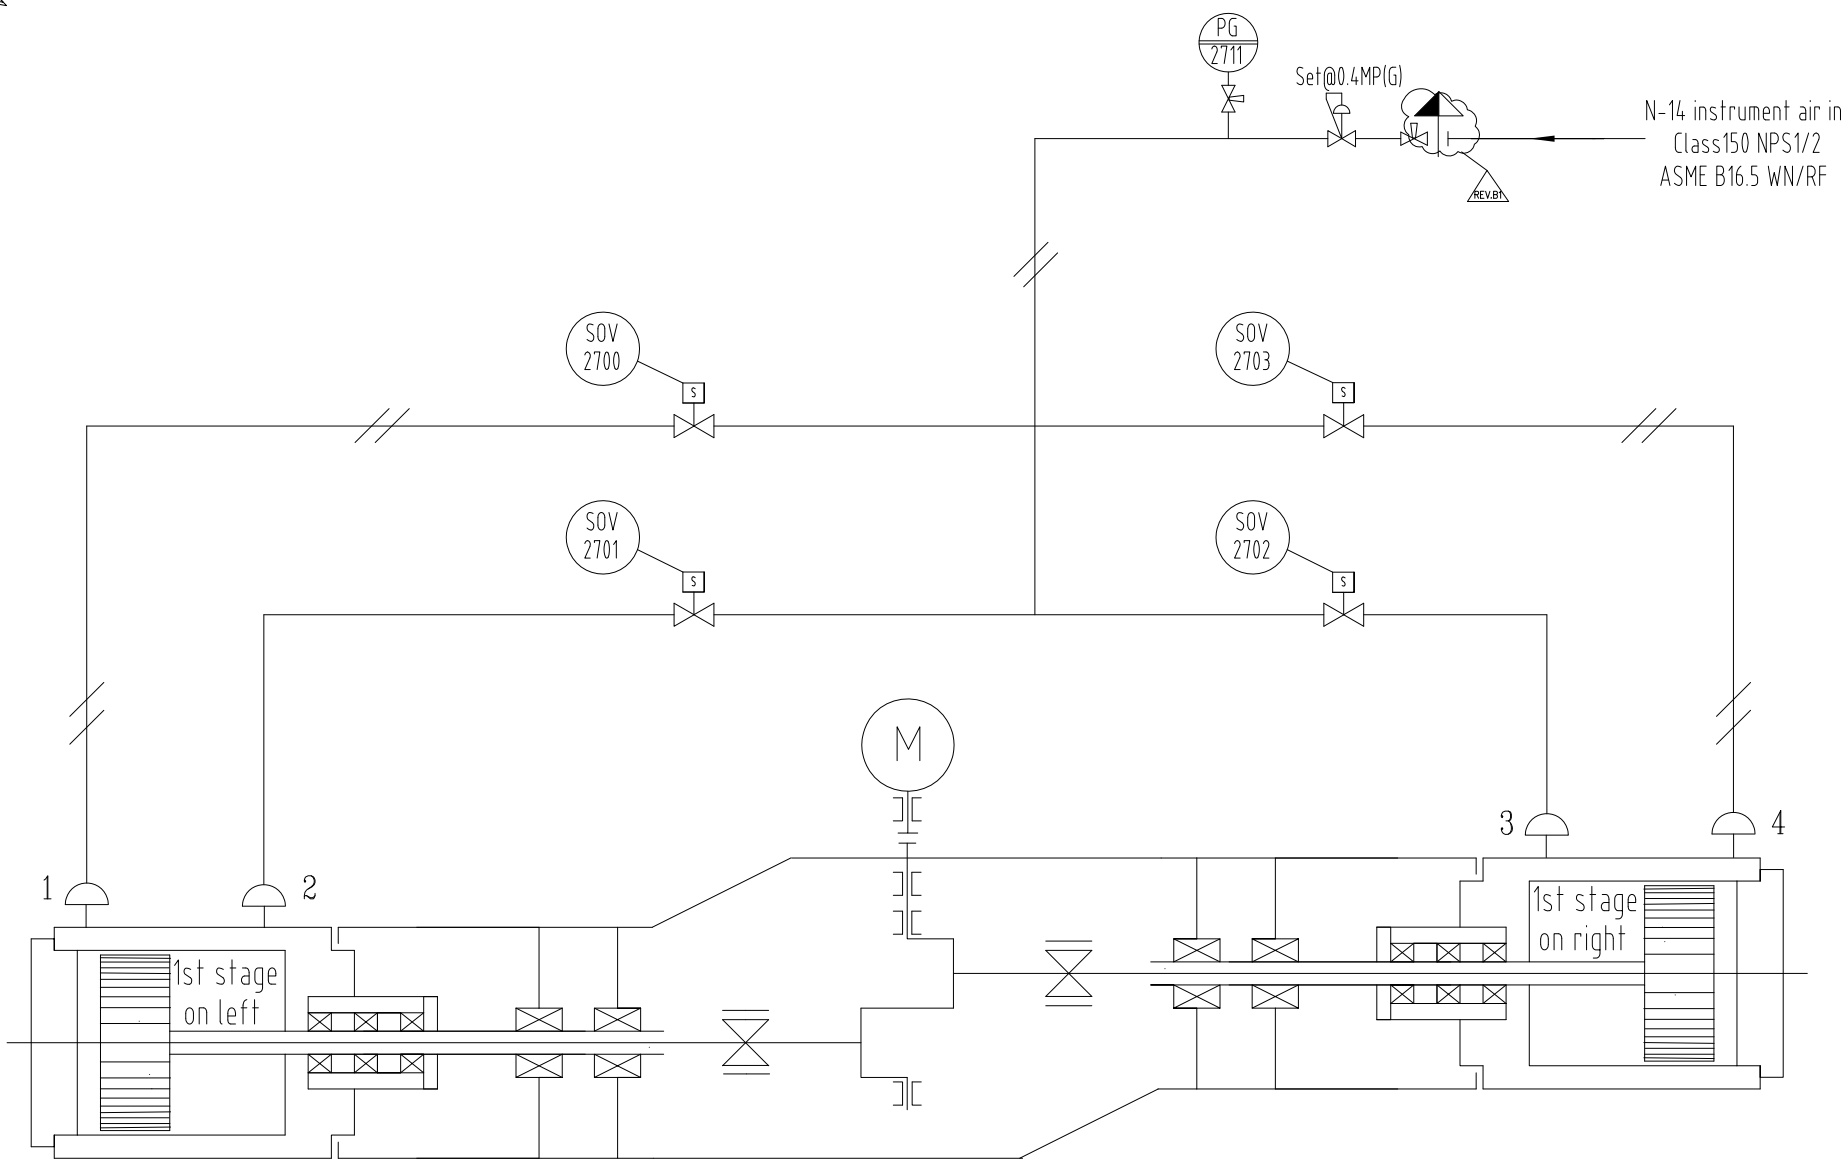 PG
2711
Set@0.4MP(G)
N-14 instrument air in
Class150 NPS1/2
ASME B16.5 WN/RF
REV.B1
SOV
2700
S
SOV
2703
S
SOV
2701
S
SOV
2702
S
M
1
2
3
4
1st stage
on left
1st stage
on right